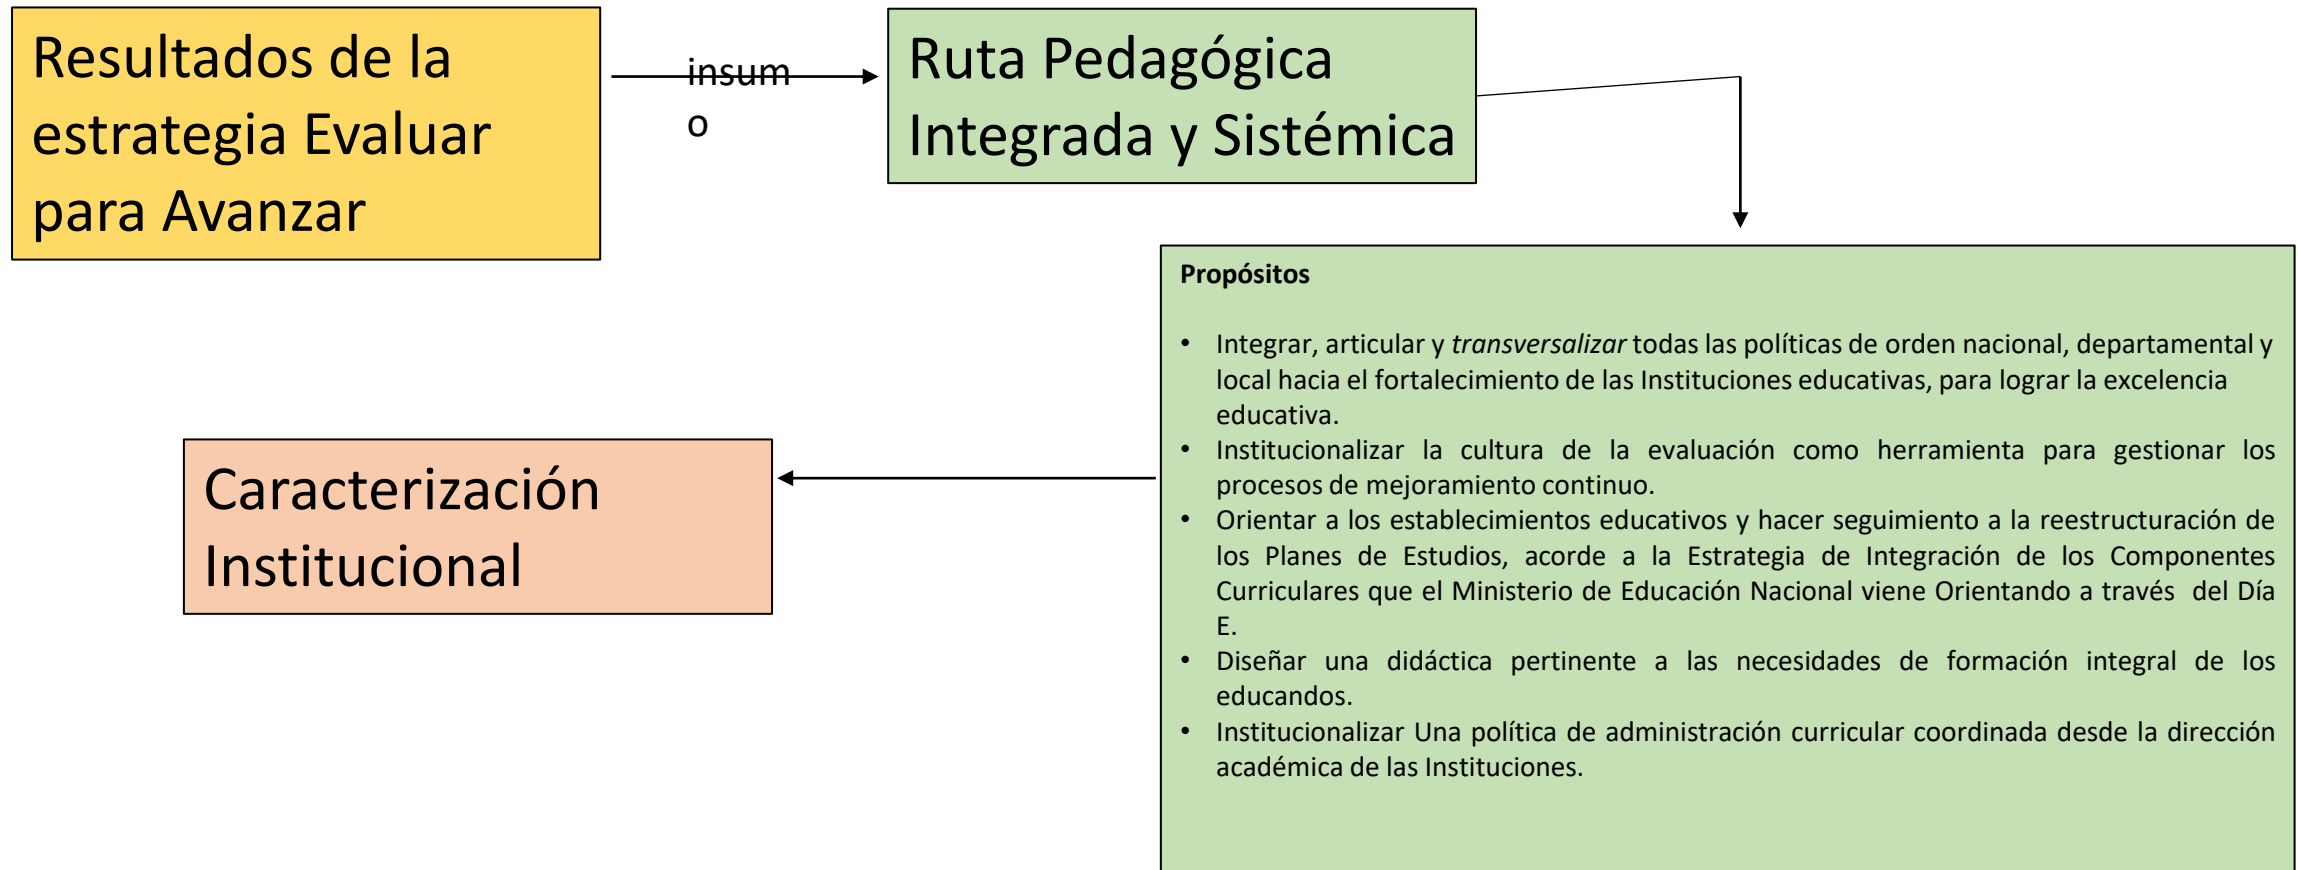 Resultados de la
estrategia Evaluar
para Avanzar
insum
o
Ruta Pedagógica
Integrada y Sistémica
Propósitos
• Integrar, articular y transversalizar todas las políticas de orden nacional, departamental y
local hacia el fortalecimiento de las Instituciones educativas, para lograr la excelencia
educativa.
• Institucionalizar la cultura de la evaluación como herramienta para gestionar los
procesos de mejoramiento continuo.
• Orientar a los establecimientos educativos y hacer seguimiento a la reestructuración de
los Planes de Estudios, acorde a la Estrategia de Integración de los Componentes
Curriculares que el Ministerio de Educación Nacional viene Orientando a través del Día
E.
• Diseñar una didáctica pertinente a las necesidades de formación integral de los
educandos.
• Institucionalizar Una política de administración curricular coordinada desde la dirección
académica de las Instituciones.
Caracterización
Institucional